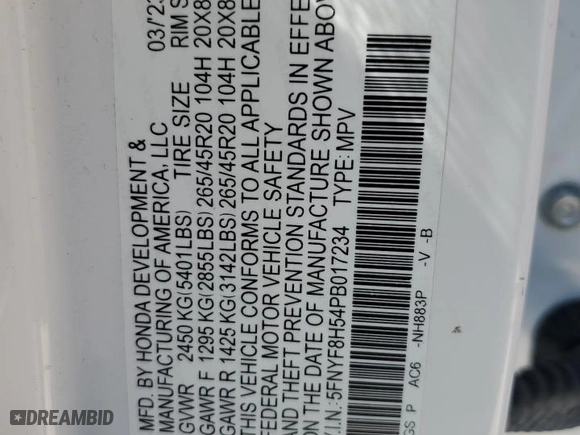 MFD. BY HONDA DEVELOPMENT & 03/23
MANUFACTURING OF AMERICA, LLC
GVWR 2450 KG(5401LBS) TIRE SIZE RIM S
GAWR F 1295 KG(2855LBS) 265/45R20 104H 20X8
GAWR R 1425 KG(3142LBS) 265/45R20 104H 20X8
THIS VEHICLE CONFORMS TO ALL APPLICABLE
FEDERAL MOTOR VEHICLE SAFETY
AND THEFT PREVENTION STANDARDS IN EFFE
ON THE DATE OF MANUFACTURE SHOWN ABOV
V.I.N.:5FNYF8H54PB017234 TYPE: MPV
GS P AC6 -NH883P -V -B
DREAMBID